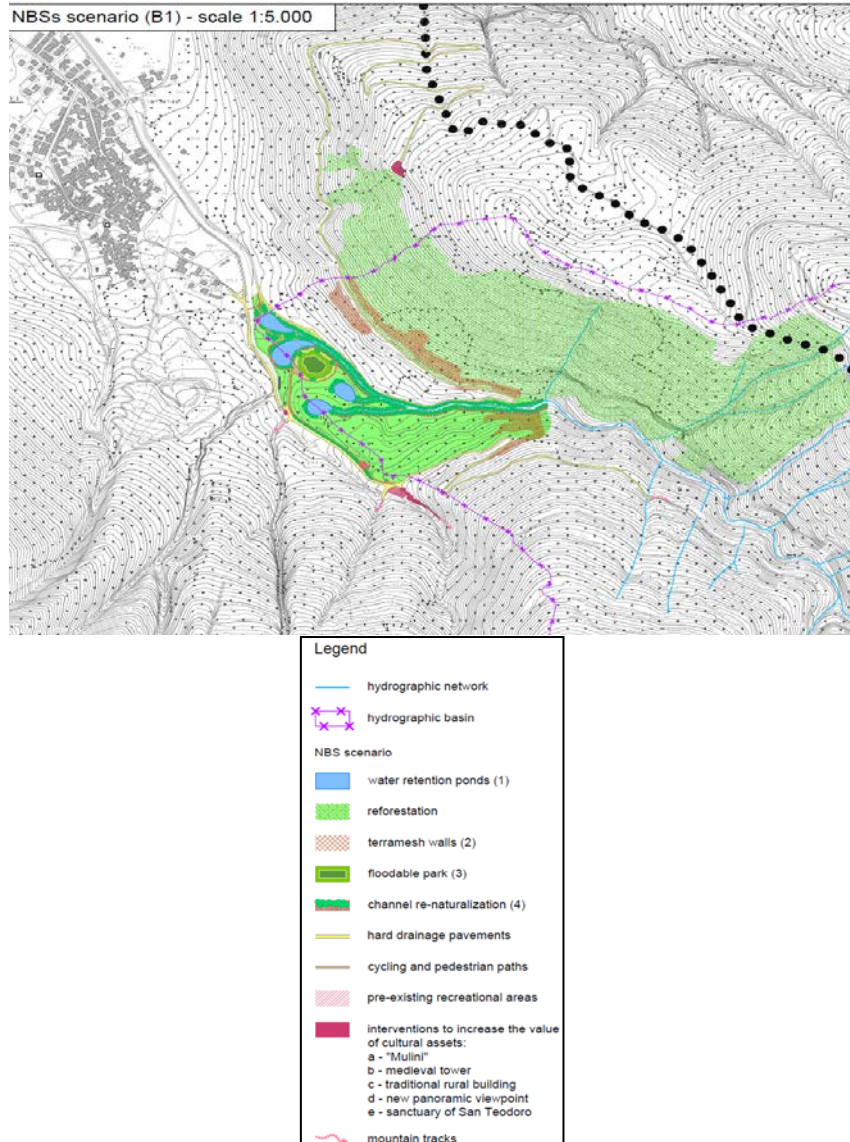 NBSs scenario (B1) - scale 1:5.000
Legend
hydrographic network
hydrographic basin
NBS scenario
water retention ponds (1)
reforestation
terramesh walls (2)
floodable park (3)
channel re-naturalization (4)
hard drainage pavements
cycling and pedestrian paths
pre-existing recreational areas
interventions to increase the value
of cultural assets:
a - "Mulini"
b - medieval tower
c - traditional rural building
d - new panoramic viewpoint
e - sanctuary of San Teodoro
mountain tracks